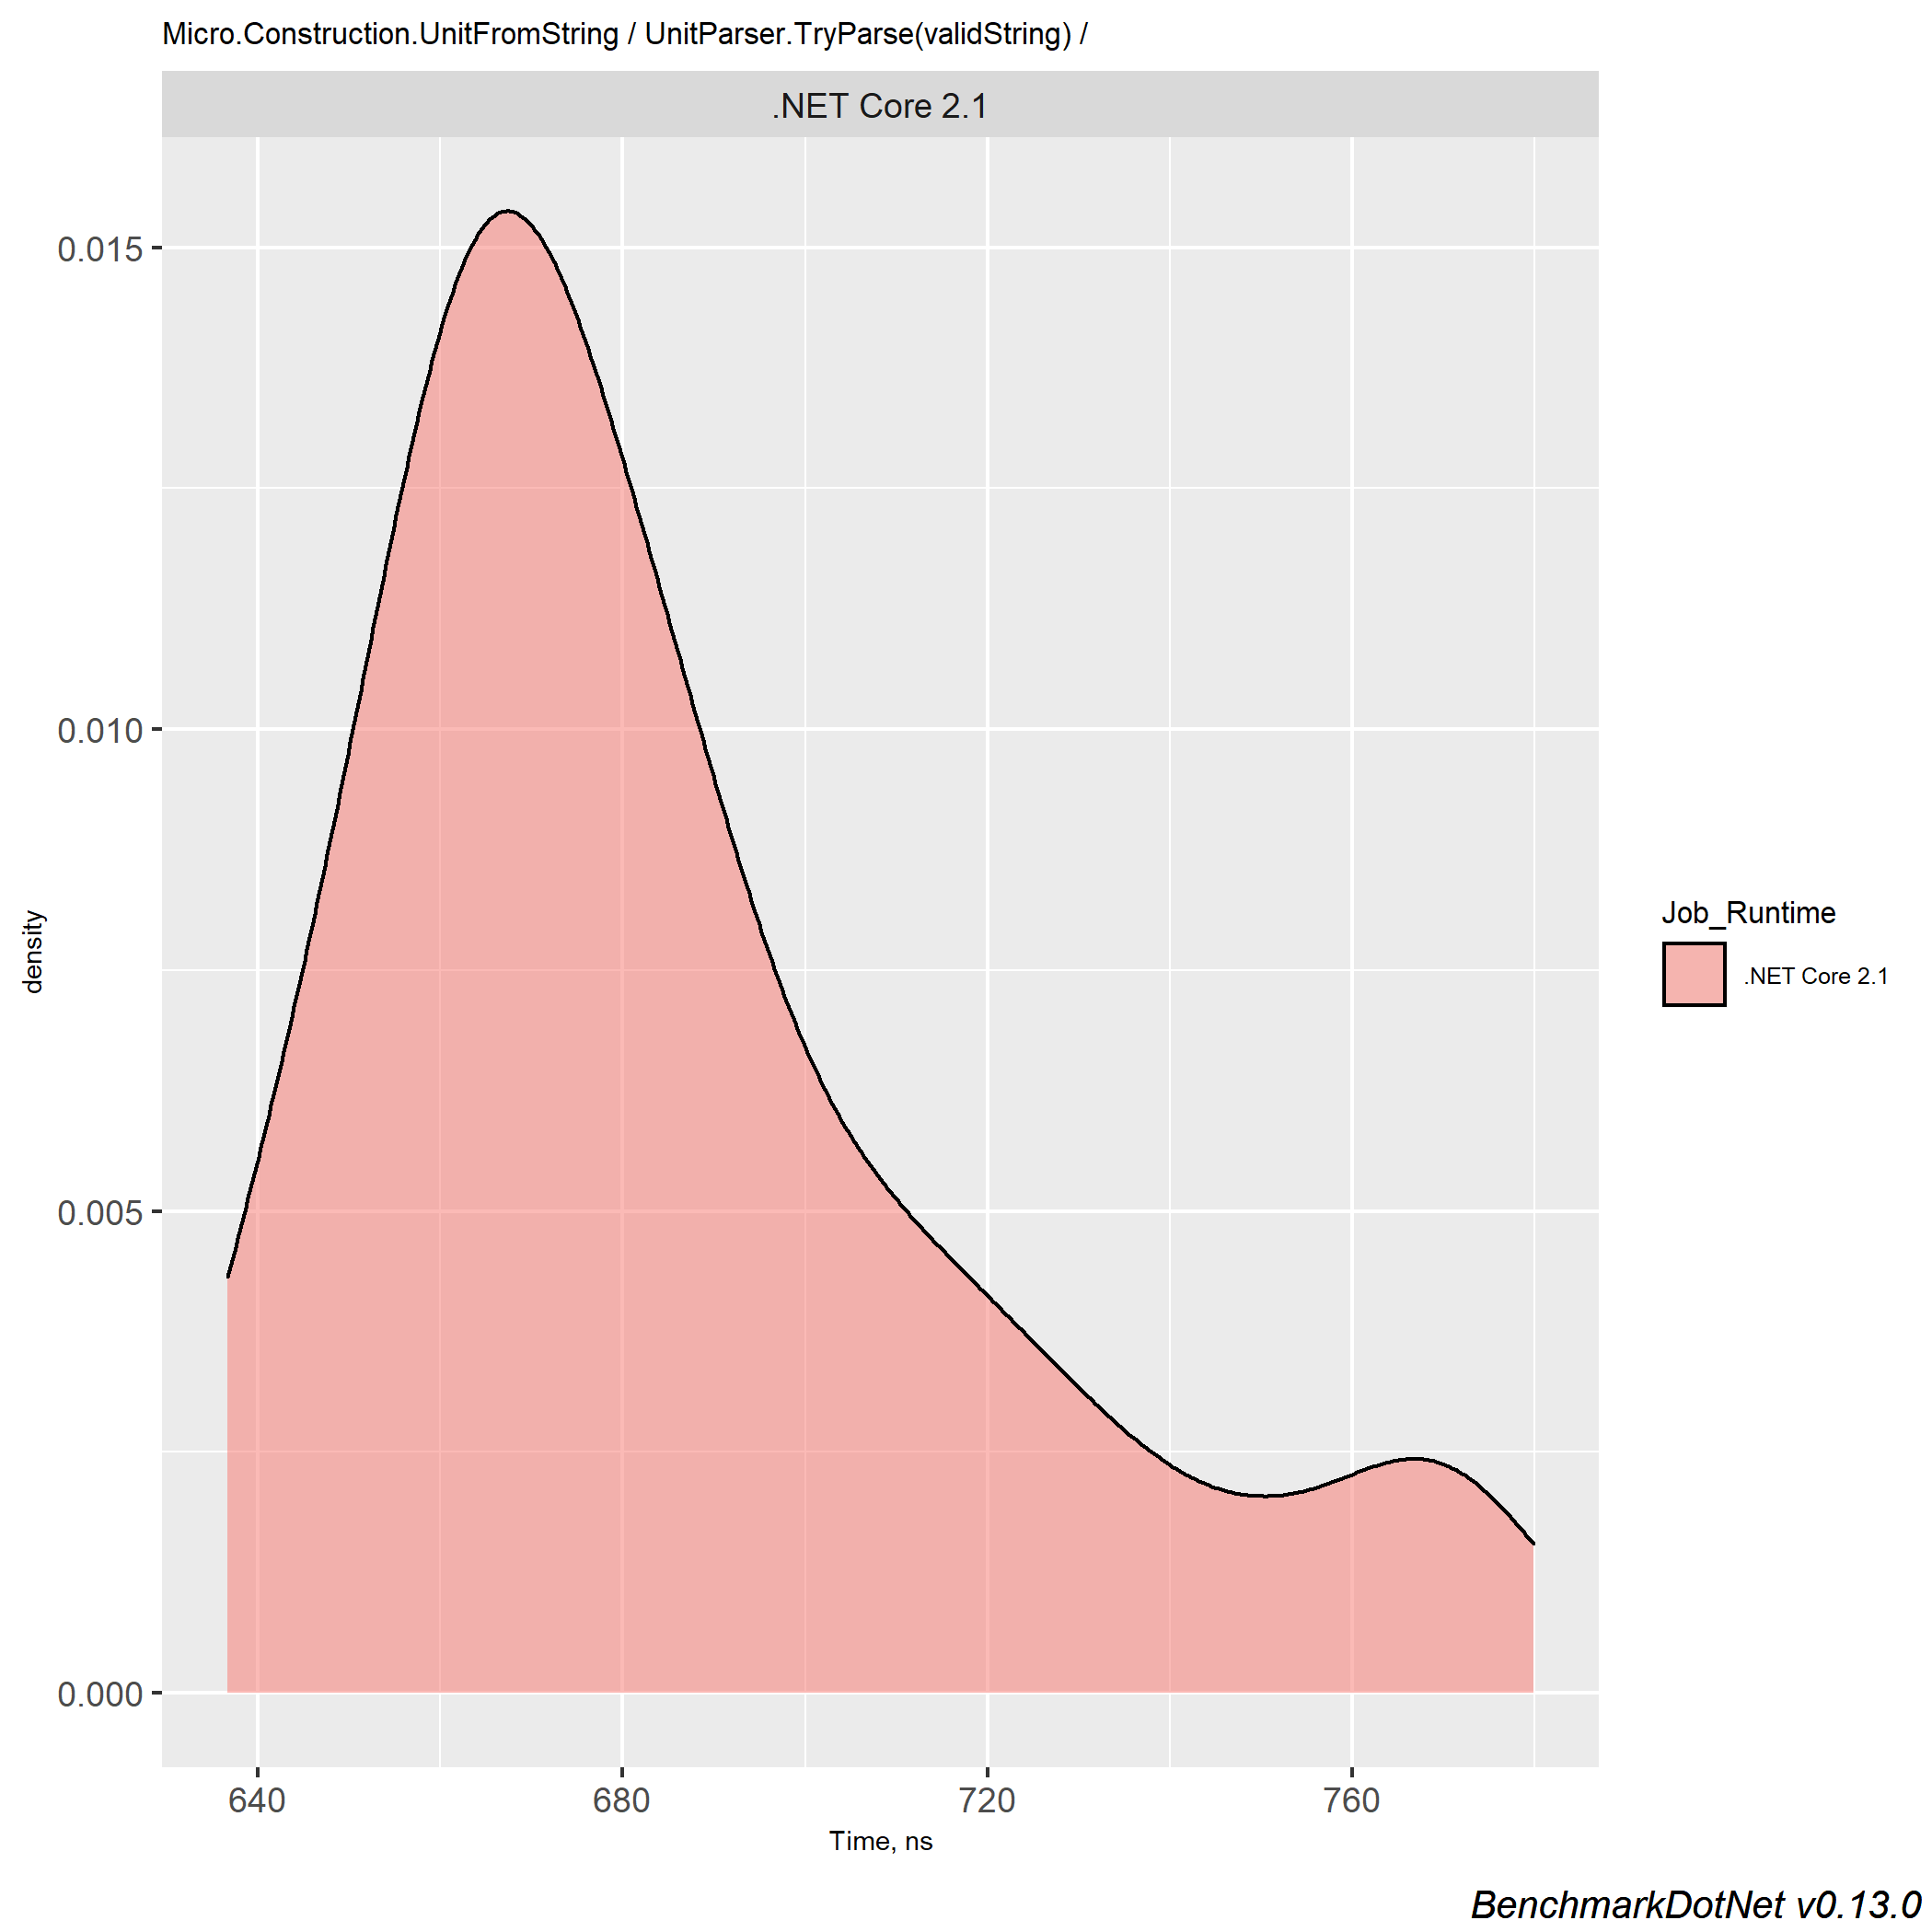 Micro.Construction.UnitFromString / UnitParser.TryParse(validString) /
.NET Core 2.1
0.015
0.010
0.005
0.000
density
640 680 720 760
Time, ns
Job_Runtime
.NET Core 2.1
BenchmarkDotNet v0.13.0